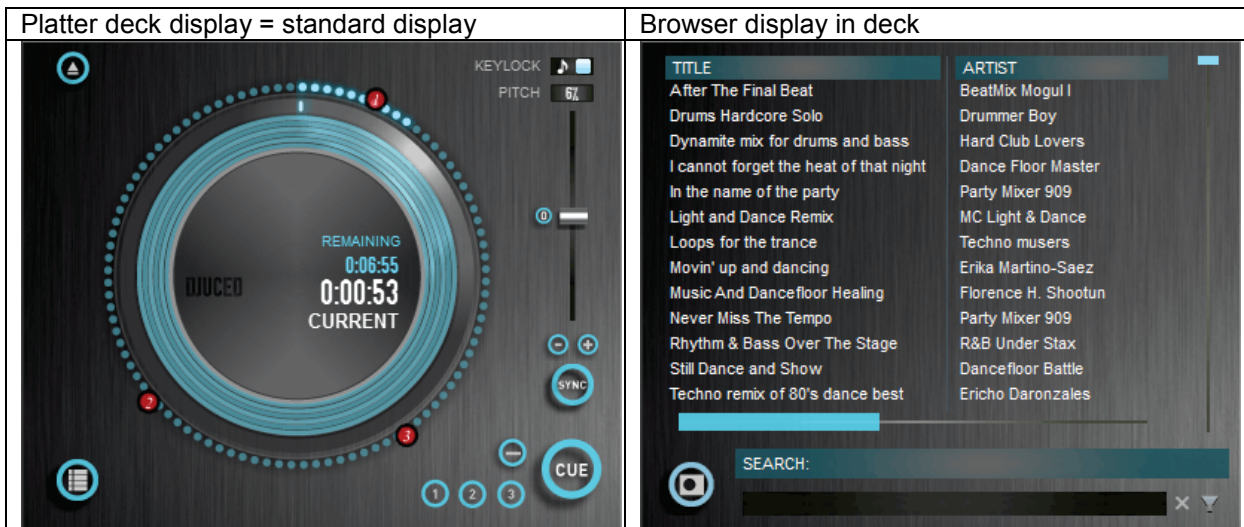 Platter deck display = standard display
Browser display in deck
KEYLOCK
PITCH 6%
1
0
REMAINING
0:06:55
DJUCED 0:00:53
CURRENT
- +
SYNC
2
3
CUE
1 2 3
TITLE ARTIST
After The Final Beat BeatMix Mogul I
Drums Hardcore Solo Drummer Boy
Dynamite mix for drums and bass Hard Club Lovers
I cannot forget the heat of that night Dance Floor Master
In the name of the party Party Mixer 909
Light and Dance Remix MC Light & Dance
Loops for the trance Techno musers
Movin' up and dancing Erika Martino-Saez
Music And Dancefloor Healing Florence H. Shootun
Never Miss The Tempo Party Mixer 909
Rhythm & Bass Over The Stage R&B Under Stax
Still Dance and Show Dancefloor Battle
Techno remix of 80's dance best Ericho Daronzales
SEARCH: